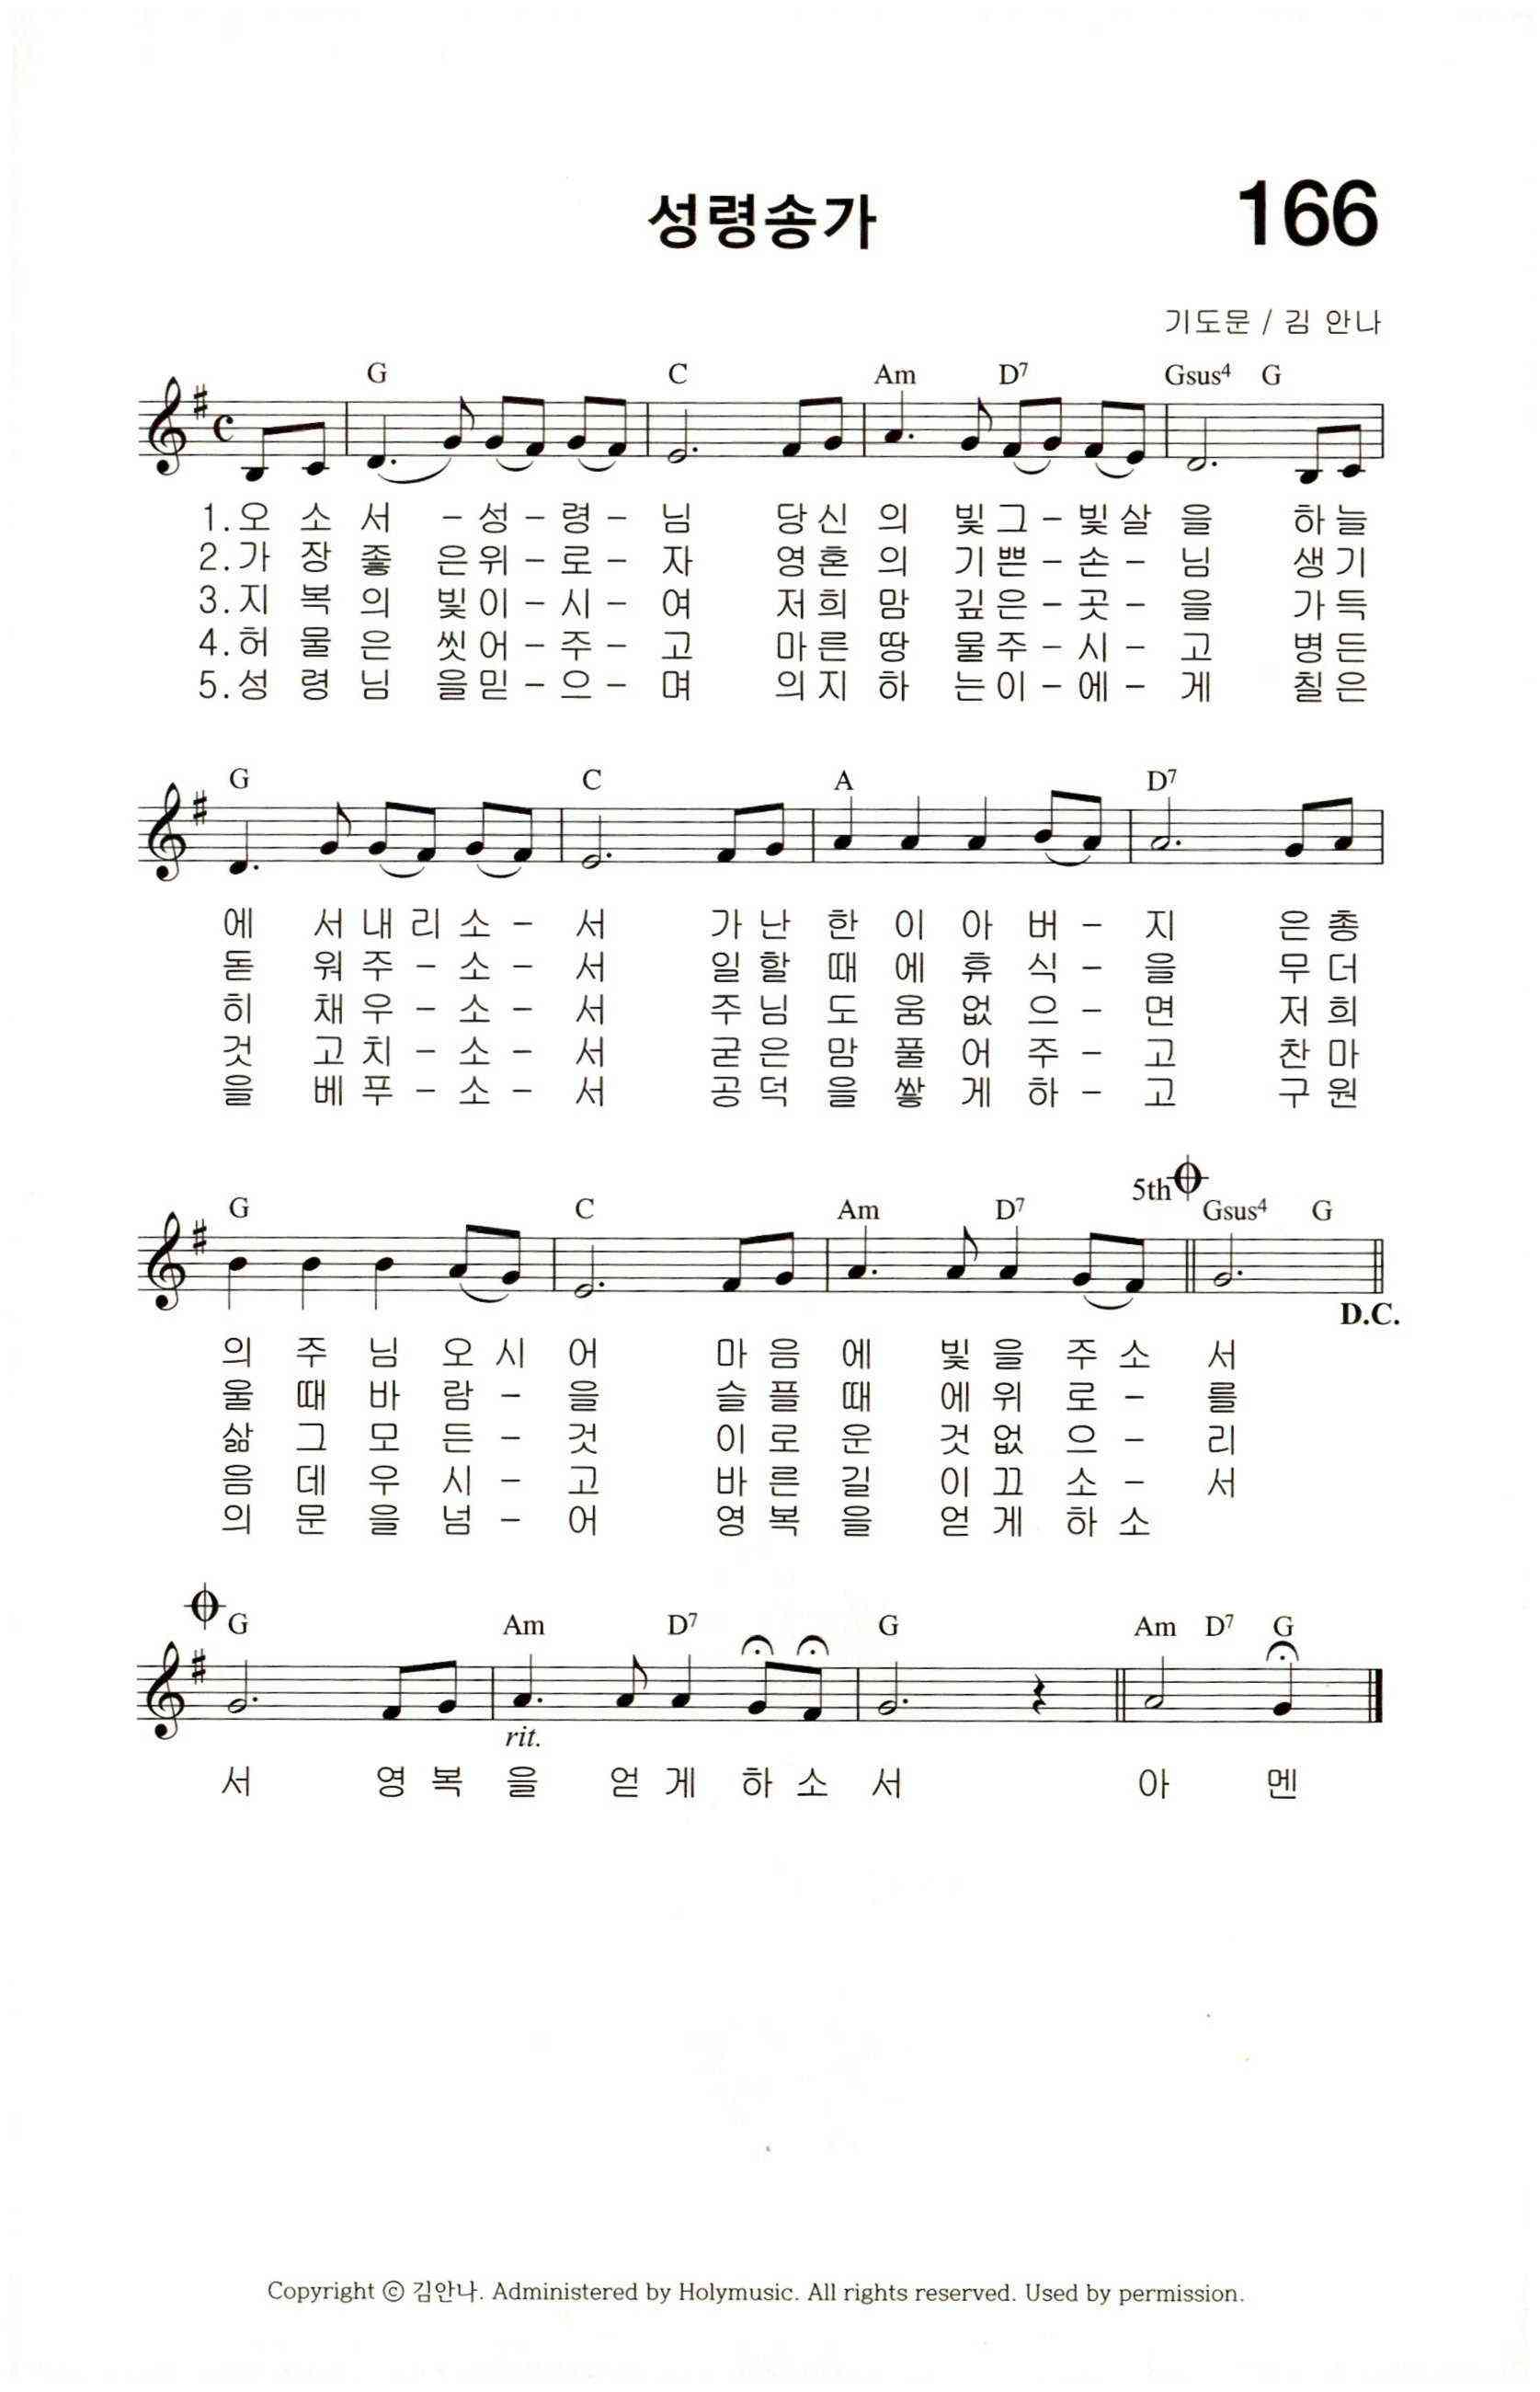 성령송가
166
기도문 / 김 안나
G C Am D7 Gsus4 G
1.오 소 서 - 성 - 령 - 님 당 신 의 빛 그 - 빛 살 을 하 늘
2.가 장 좋 은 위 - 로 - 자 영 혼 의 기 쁜 - 손 - 님 생 기
3.지 복 의 빛 이 - 시 - 여 저 희 맘 깊 은 - 곳 - 을 가 득
4.허 물 은 씻 어 - 주 - 고 마 른 땅 물 주 - 시 - 고 병 든
5.성 령 님 을 믿 - 으 - 며 의 지 하 는 이 - 에 - 게 칠 은
G C A D7
에 서 내 리 소 - 서 가 난 한 이 아 버 - 지 은 총
돋 워 주 - 소 - 서 일 할 때 에 휴 식 - 을 무 더
히 채 우 - 소 - 서 주 님 도 움 없 으 - 면 저 희
것 고 치 - 소 - 서 굳 은 맘 풀 어 주 - 고 찬 마
을 베 푸 - 소 - 서 공 덕 을 쌓 게 하 - 고 구 원
5th
G C Am D7 Gsus4 G
D.C.
의 주 님 오 시 어 마 음 에 빛 을 주 소 서
울 때 바 람 - 을 슬 플 때 에 위 로 - 를
삶 그 모 든 - 것 이 로 운 것 없 으 - 리
음 데 우 시 - 고 바 른 길 이 끄 소 - 서
의 문 을 넘 - 어 영 복 을 얻 게 하 소
G Am D7 G Am D7 G
rit.
서 영 복 을 얻 게 하 소 서 아 멘
Copyright ⓒ 김안나. Administered by Holymusic. All rights reserved. Used by permission.